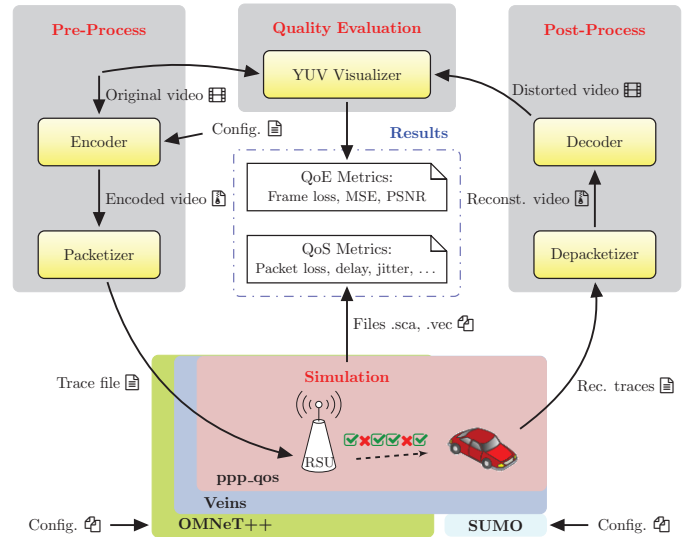 Pre-Process
Quality Evaluation
Post-Process
YUV Visualizer
Original video
Distorted video
Config.
Encoder
Decoder
Results
QoE Metrics:
Frame loss, MSE, PSNR
Encoded video
Reconst. video
QoS Metrics:
Packet loss, delay, jitter, . . .
Packetizer
Depacketizer
Files .sca, .vec
Simulation
Trace file
Rec. traces
RSU
ppp_qos
Veins
OMNeT++
SUMO
Config.
Config.